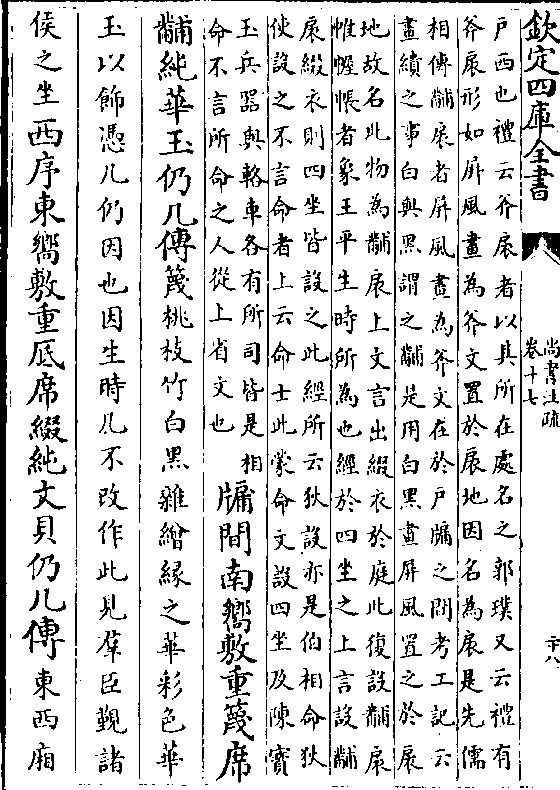 欽定四庫全書
尚書注疏
卷十七
十八
戶西也禮云斧扆者以其所在處名之郭璞又云禮有
斧扆形如屏風畫為斧文置於扆地因名為扆是先儒
相傳黼扆者屏風畫為斧文在於戶牖之間考工記云
畫繢之事白與黑謂之黼是用白黑畫屏風置之於扆
地故名此物為黼扆上文言出綴衣於庭此復設黼扆
帷幄帳者象王平生時所為也經於四坐之上言設黼
扆綴衣則四坐皆設之此經所云狄設亦是伯相命狄
使設之不言命者上云命士此蒙命文設四坐及陳寶
玉兵器與輅車各有所司皆是相
命不言所命之人從上省文也
牖間南嚮敷重篾席
黼純華玉仍几傳篾桃枝竹白黑雜繒緣之華彩色華
玉以飾憑几仍因也因生時几不改作此見羣臣覲諸
侯之坐西序東嚮敷重厎席綴純文貝仍几傳東西廂